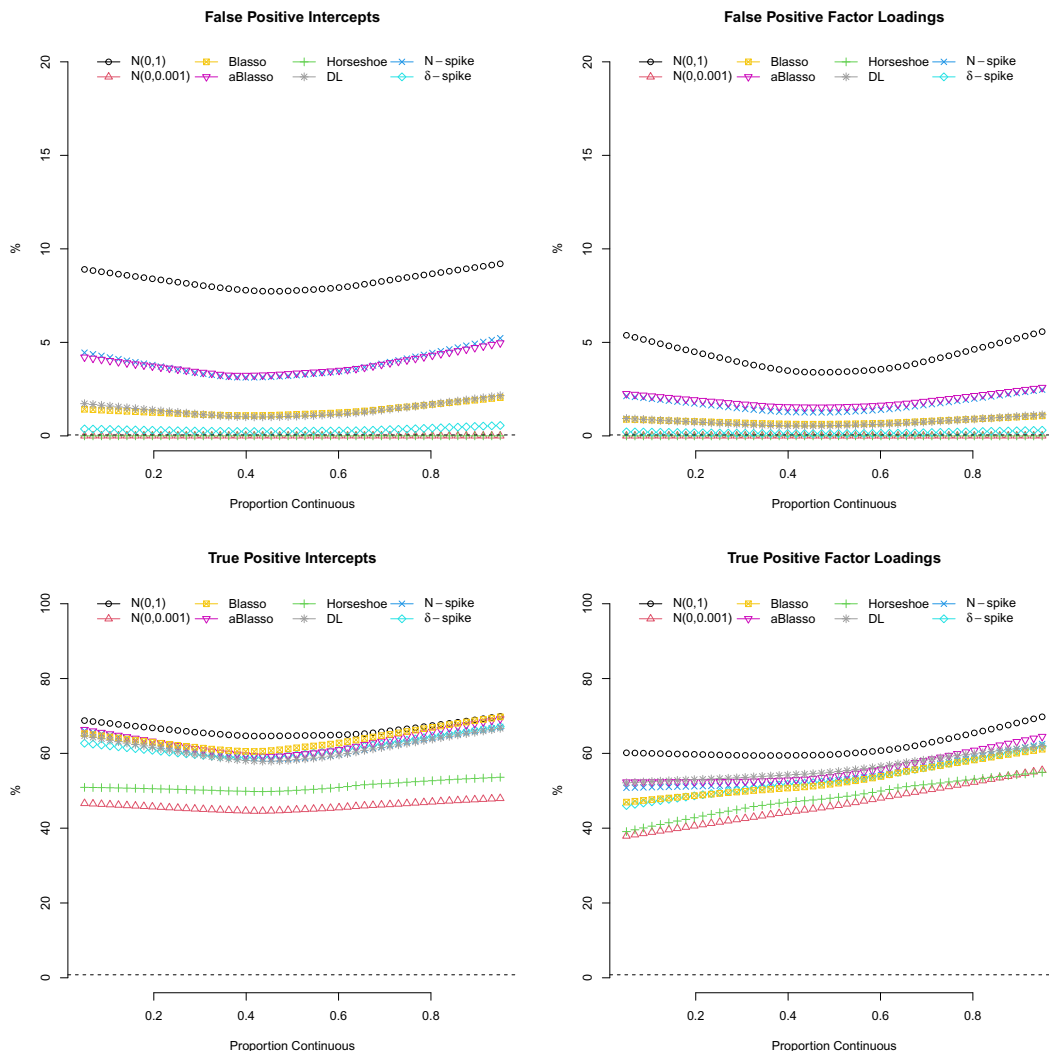 False Positive Intercepts
N(0,1) Blasso Horseshoe N−spike
N(0,0.001) aBlasso DL δ−spike
%
20
15
10
5
0
0.2 0.4 0.6 0.8
Proportion Continuous
False Positive Factor Loadings
N(0,1) Blasso Horseshoe N−spike
N(0,0.001) aBlasso DL δ−spike
%
20
15
10
5
0
0.2 0.4 0.6 0.8
Proportion Continuous
True Positive Intercepts
N(0,1) Blasso Horseshoe N−spike
N(0,0.001) aBlasso DL δ−spike
%
100
80
60
40
20
0
0.2 0.4 0.6 0.8
Proportion Continuous
True Positive Factor Loadings
N(0,1) Blasso Horseshoe N−spike
N(0,0.001) aBlasso DL δ−spike
%
100
80
60
40
20
0
0.2 0.4 0.6 0.8
Proportion Continuous